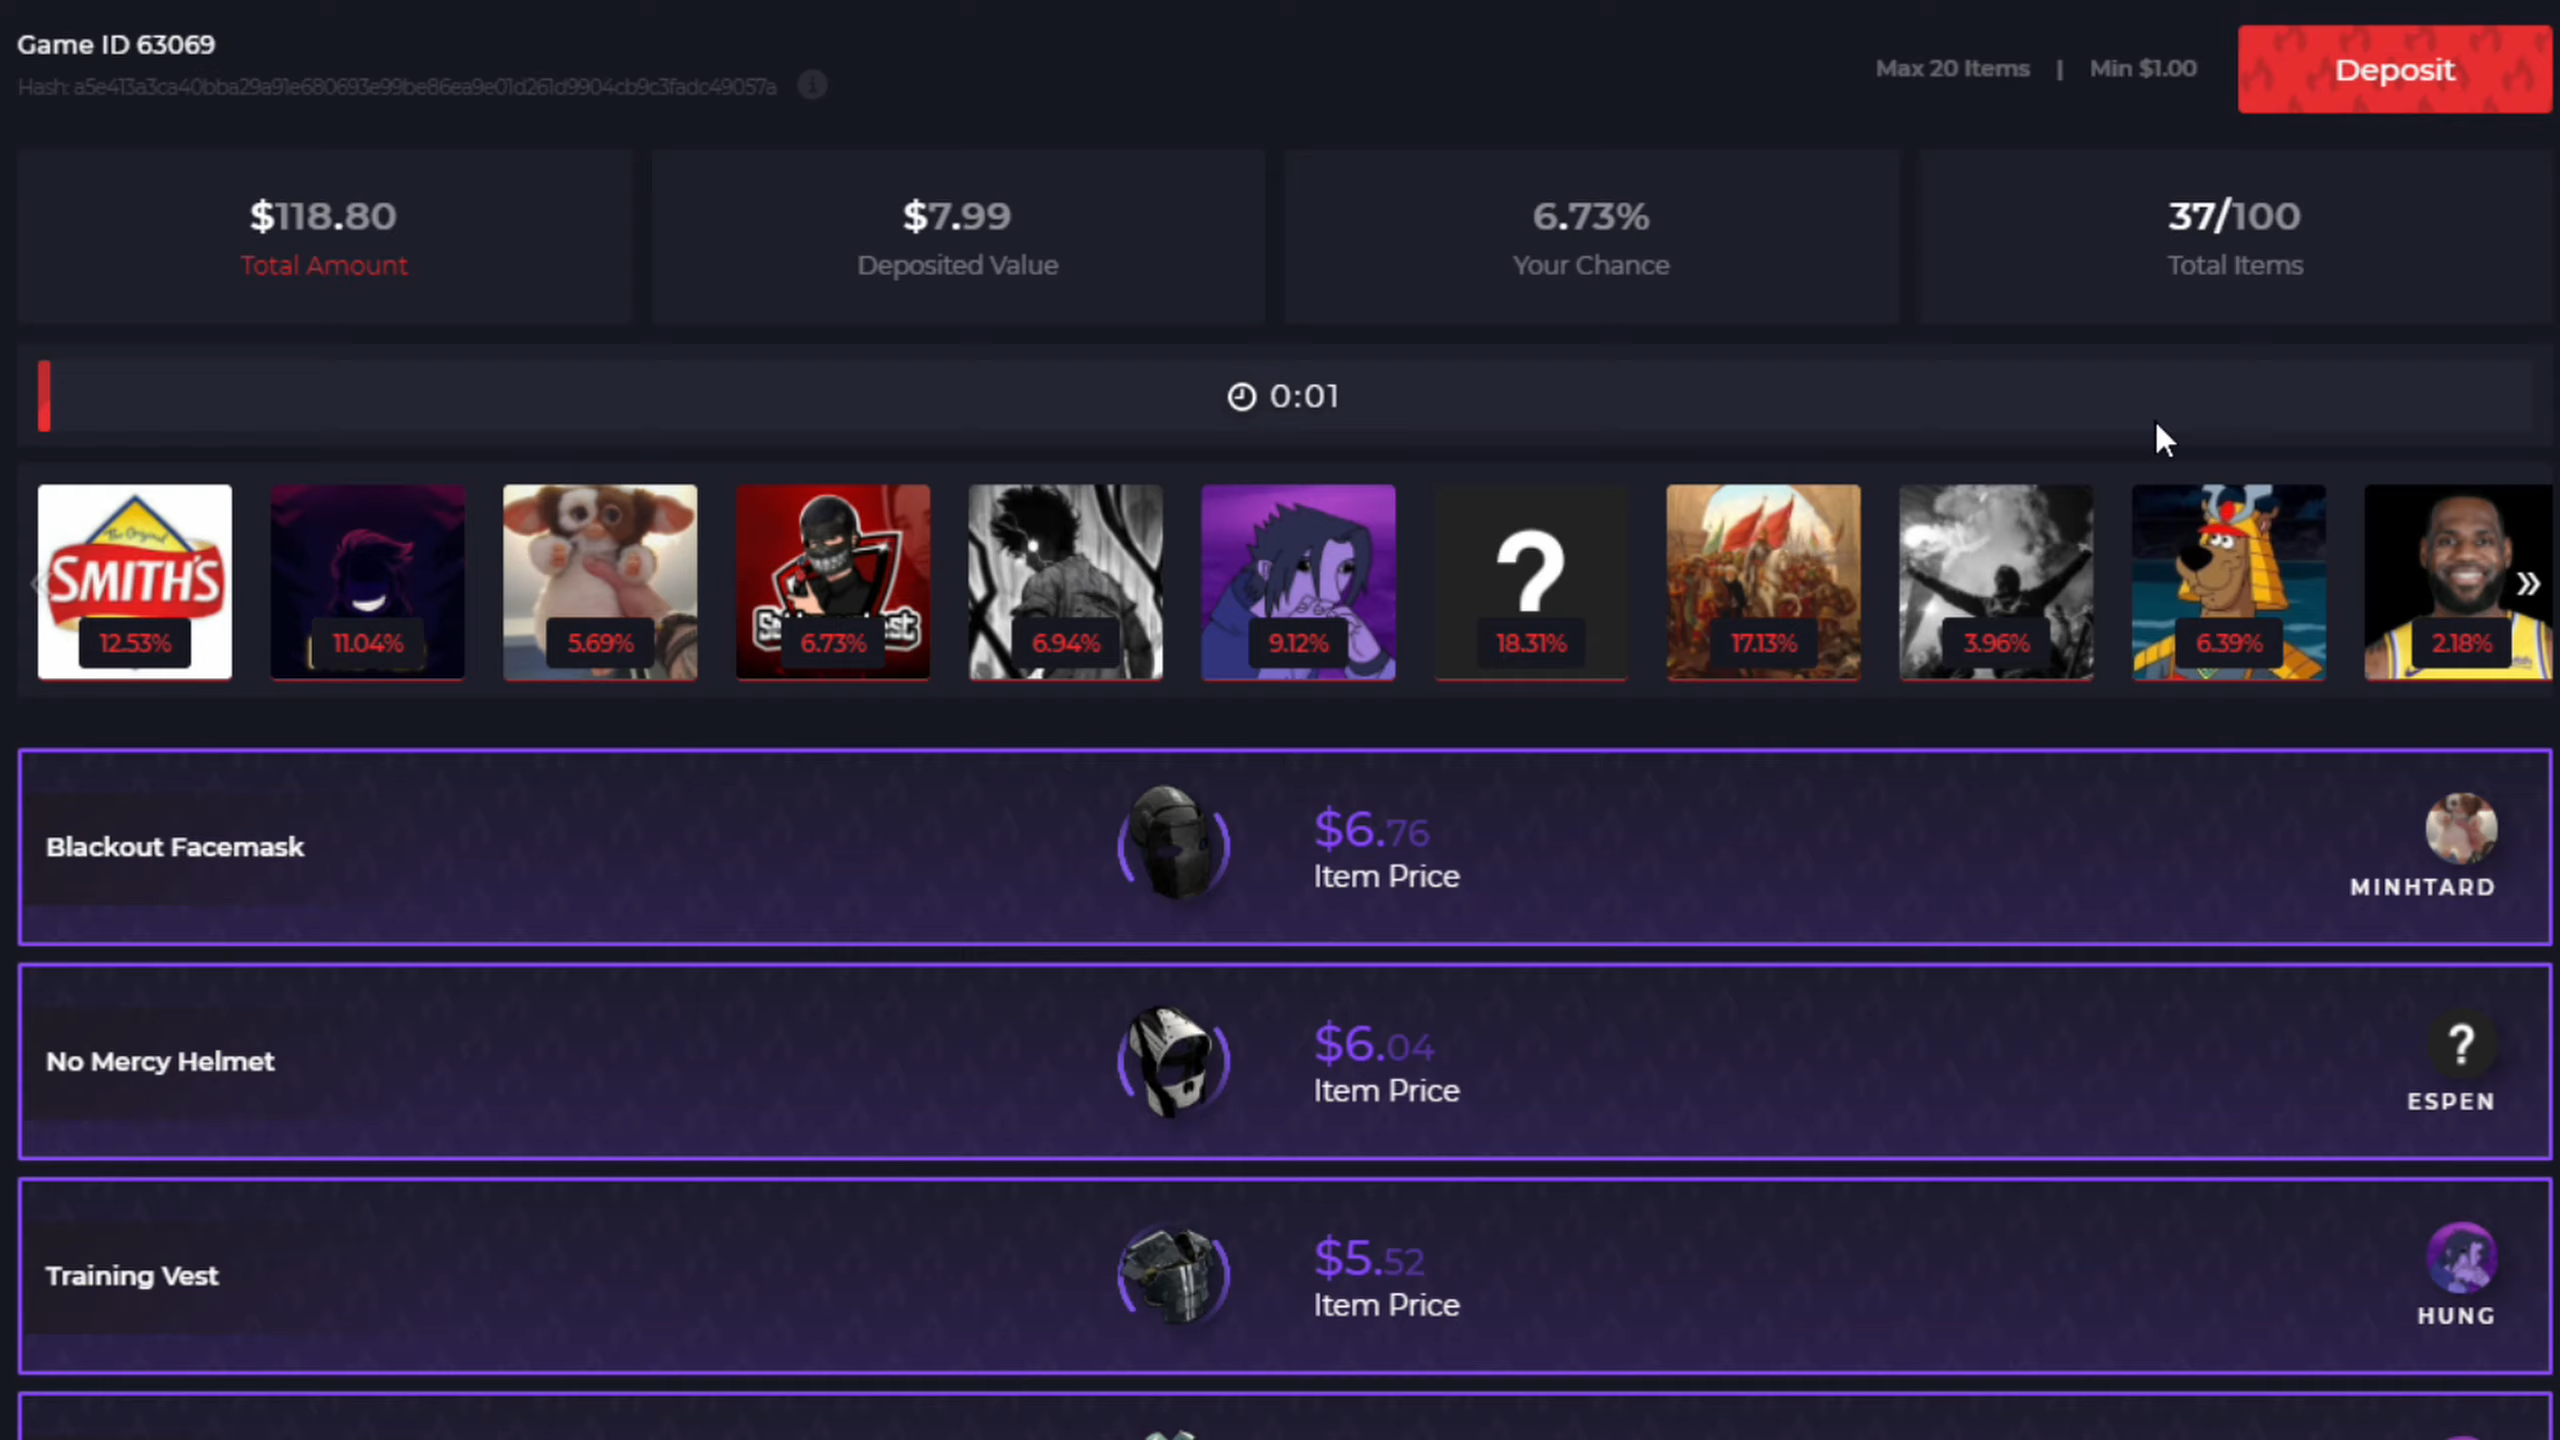 Game ID 63069
Hash: a5e413a3ca40bba29a91e680693e99be86ea9e01d261d9904cb9c3fadc49057a
Max 20 Items | Min $1.00
Deposit
$118.80
Total Amount
$7.99
Deposited Value
6.73%
Your Chance
37/100
Total Items
0:01
The Original
SMITH'S
12.53%
11.04%
5.69%
6.73%
6.94%
9.12%
?
18.31%
17.13%
3.96%
6.39%
2.18%
»
Blackout Facemask
$6.76
Item Price
MINHTARD
No Mercy Helmet
$6.04
Item Price
?
ESPEN
Training Vest
$5.52
Item Price
HUNG